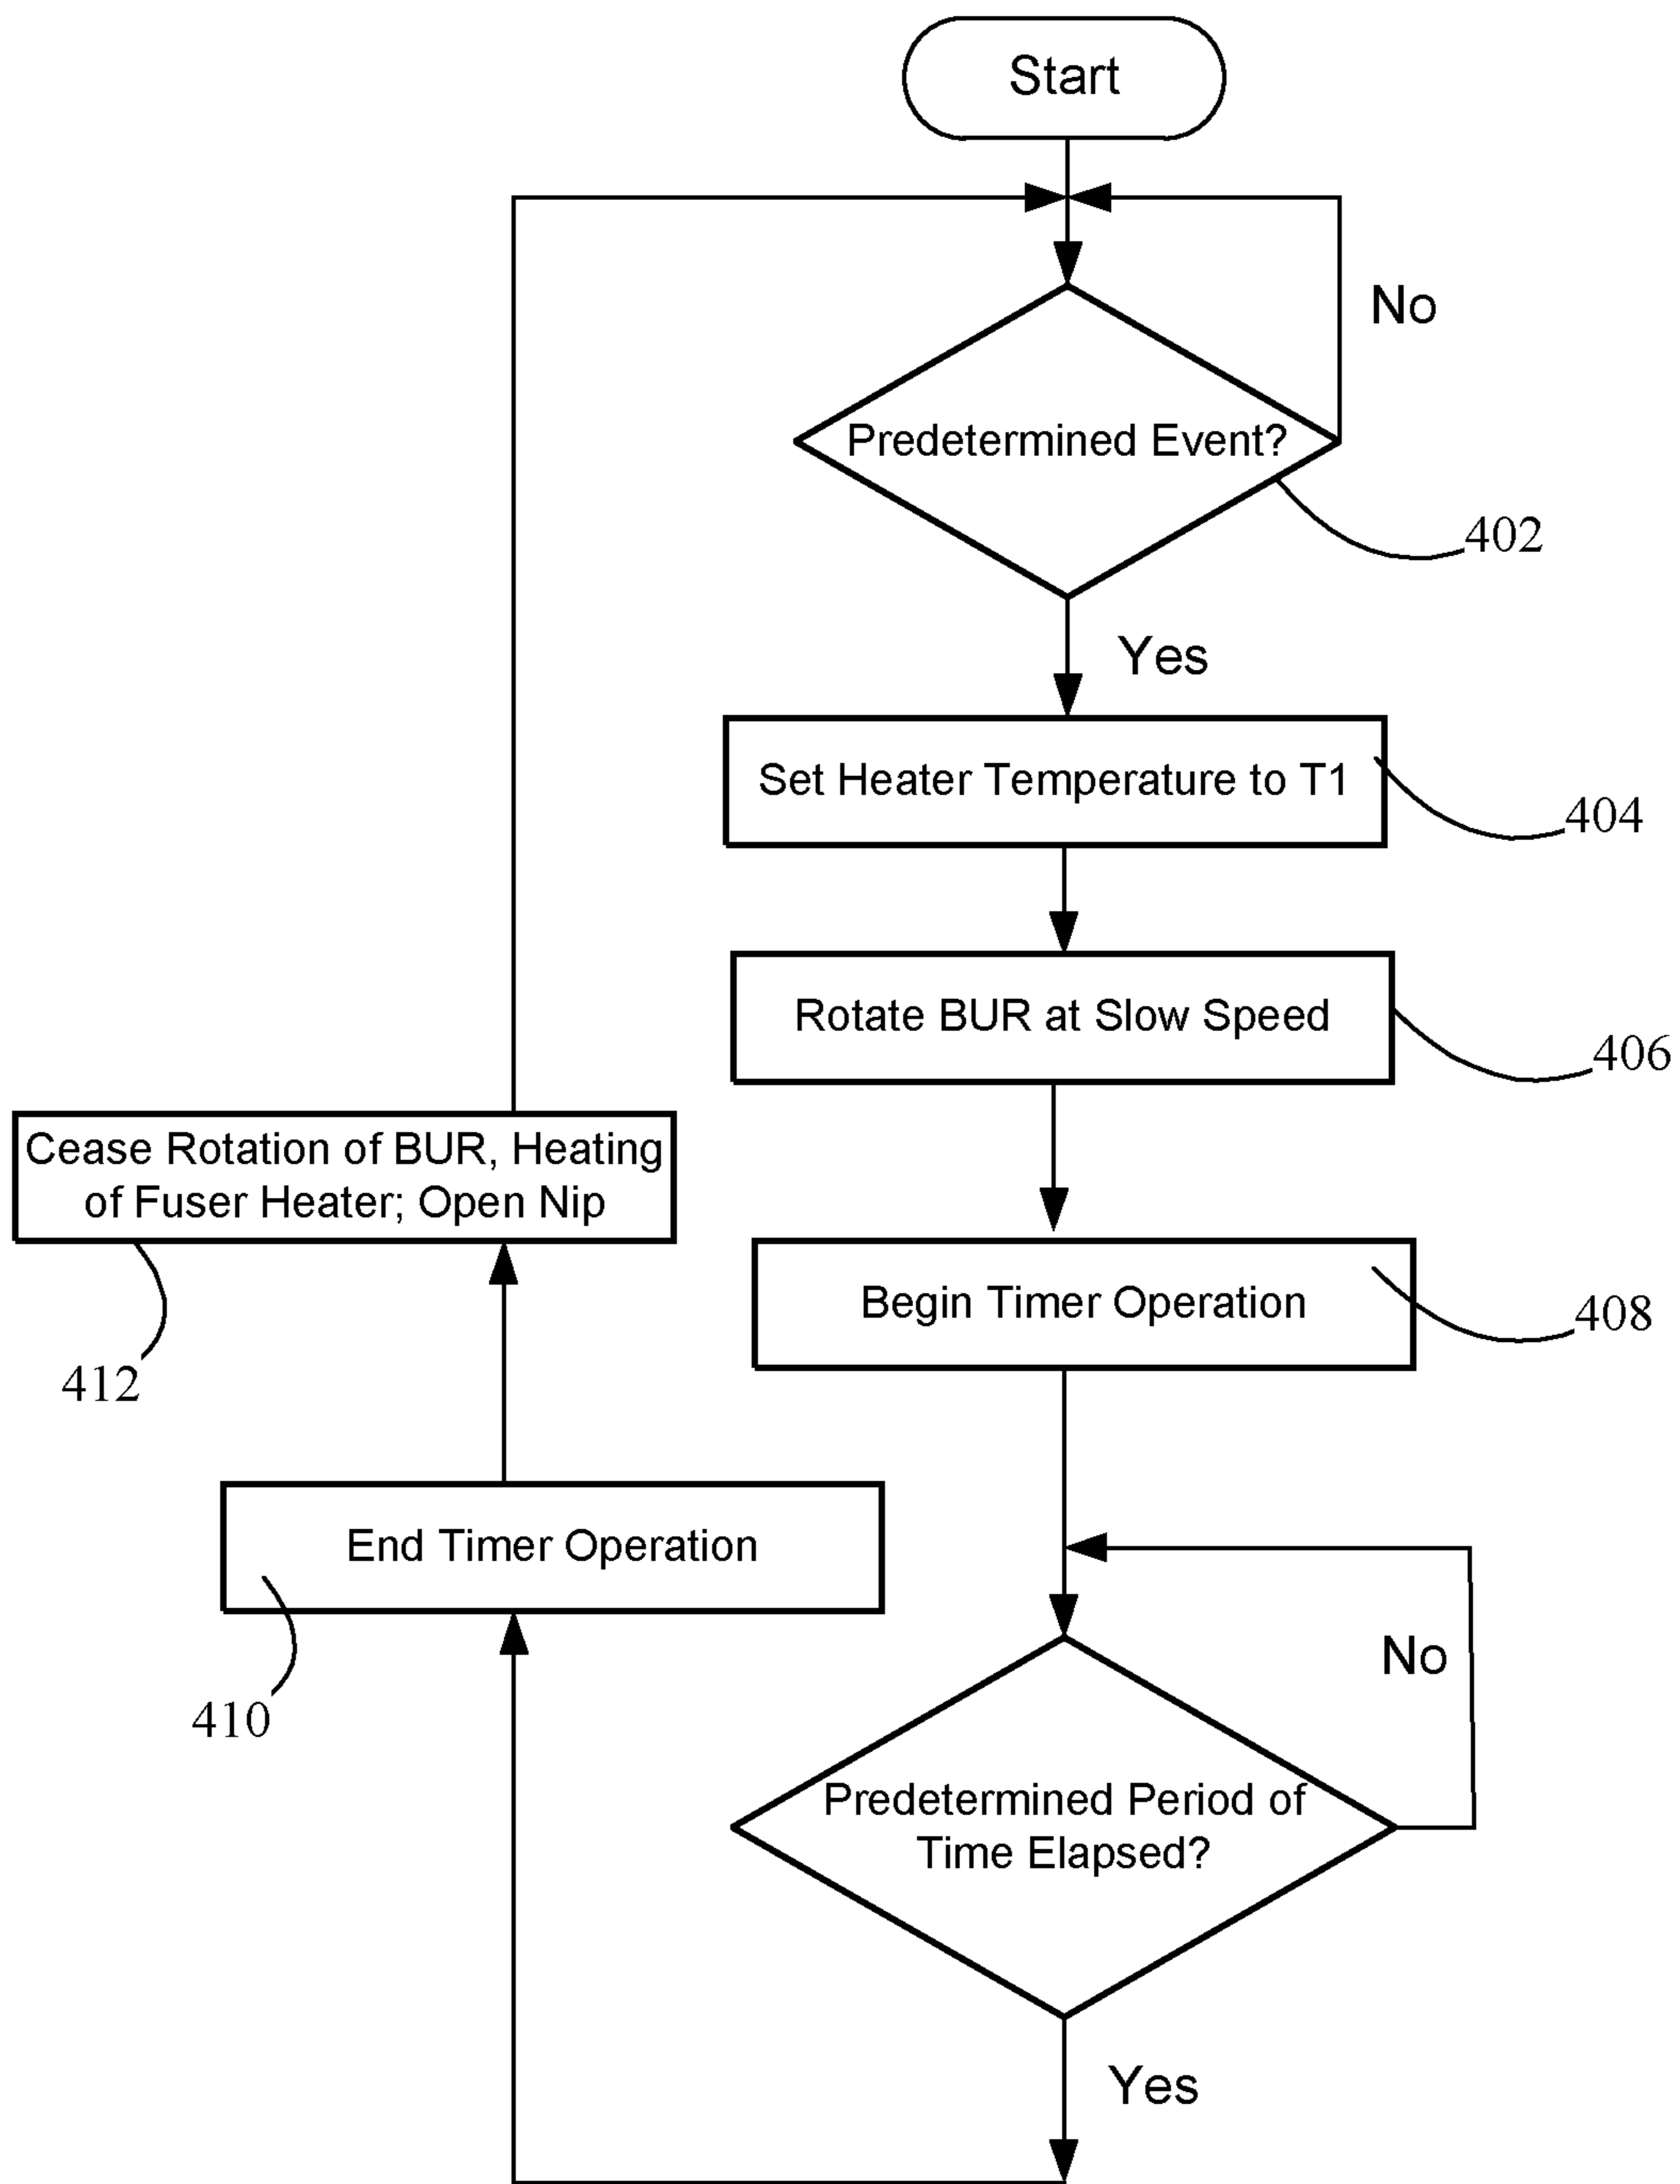 Start
No
Predetermined Event?
402
Yes
Set Heater Temperature to T1
404
Rotate BUR at Slow Speed
406
Cease Rotation of BUR, Heating
of Fuser Heater; Open Nip
412
Begin Timer Operation
408
End Timer Operation
410
No
Predetermined Period of
Time Elapsed?
Yes